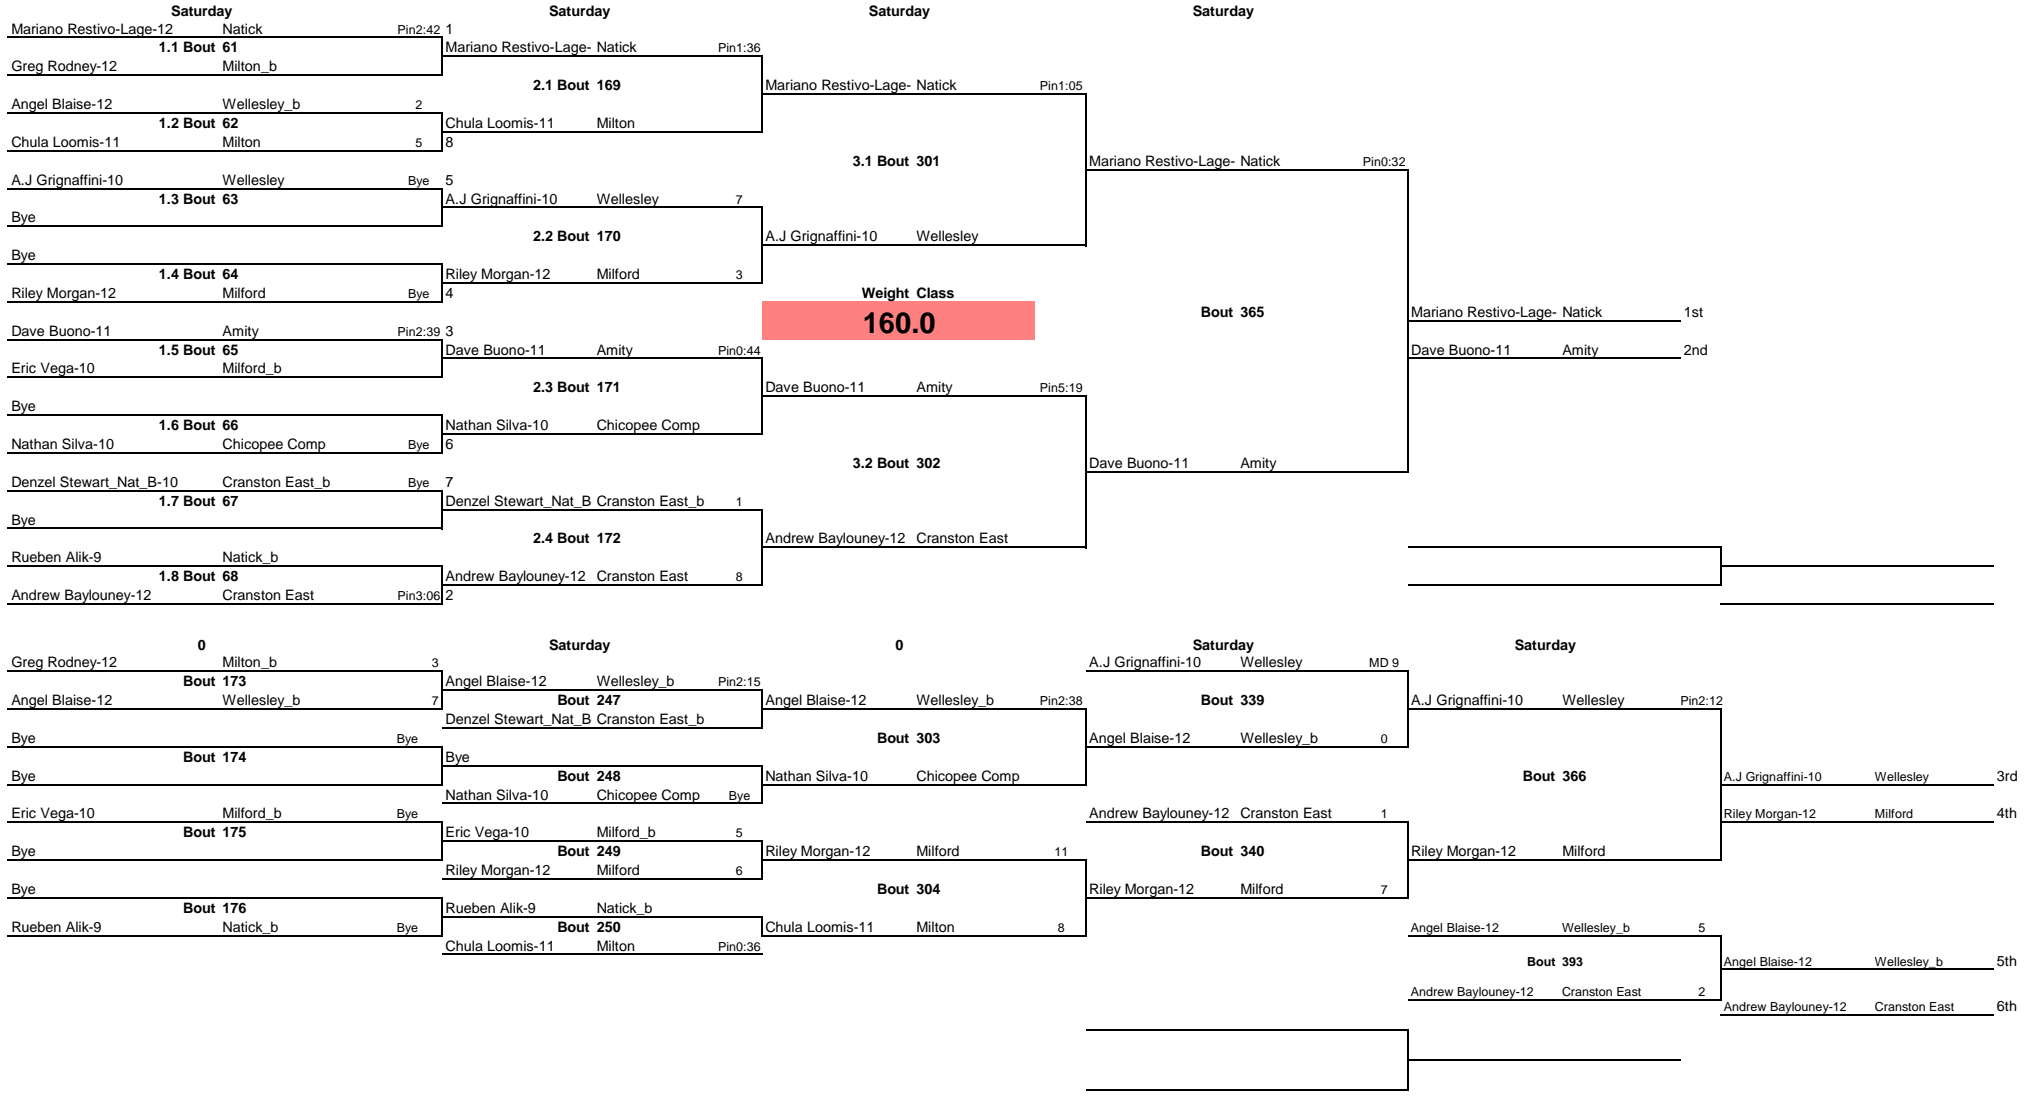 Saturday Saturday Saturday Saturday
Mariano Restivo-Lage-12 Natick Pin2:42 1
1.1 Bout 61 Mariano Restivo-Lage- Natick Pin1:36
Greg Rodney-12 Milton_b
2.1 Bout 169 Mariano Restivo-Lage- Natick Pin1:05
Angel Blaise-12 Wellesley_b 2
1.2 Bout 62 Chula Loomis-11 Milton
Chula Loomis-11 Milton 5 8
3.1 Bout 301 Mariano Restivo-Lage- Natick Pin0:32
A.J Grignaffini-10 Wellesley Bye 5
1.3 Bout 63 A.J Grignaffini-10 Wellesley 7
Bye
2.2 Bout 170 A.J Grignaffini-10 Wellesley
Bye
1.4 Bout 64 Riley Morgan-12 Milford 3
Riley Morgan-12 Milford Bye 4 Weight Class
160.0 Bout 365 Mariano Restivo-Lage- Natick 1st
Dave Buono-11 Amity Pin2:39 3
1.5 Bout 65 Dave Buono-11 Amity Pin0:44 Dave Buono-11 Amity 2nd
Eric Vega-10 Milford_b
2.3 Bout 171 Dave Buono-11 Amity Pin5:19
Bye
1.6 Bout 66 Nathan Silva-10 Chicopee Comp
Nathan Silva-10 Chicopee Comp Bye 6
3.2 Bout 302 Dave Buono-11 Amity
Denzel Stewart_Nat_B-10 Cranston East_b Bye 7
1.7 Bout 67 Denzel Stewart_Nat_B Cranston East_b 1
Bye
2.4 Bout 172 Andrew Baylouney-12 Cranston East
Rueben Alik-9 Natick_b
1.8 Bout 68 Andrew Baylouney-12 Cranston East 8
Andrew Baylouney-12 Cranston East Pin3:06 2
0 Saturday 0 Saturday Saturday
Greg Rodney-12 Milton_b 3 A.J Grignaffini-10 Wellesley MD 9
Bout 173 Angel Blaise-12 Wellesley_b Pin2:15
Angel Blaise-12 Wellesley_b 7 Bout 247 Angel Blaise-12 Wellesley_b Pin2:38 Bout 339 A.J Grignaffini-10 Wellesley Pin2:12
Denzel Stewart_Nat_B Cranston East_b
Bye Bye Bout 303 Angel Blaise-12 Wellesley_b 0
Bout 174 Bye
Bye Bout 248 Nathan Silva-10 Chicopee Comp Bout 366 A.J Grignaffini-10 Wellesley 3rd
Nathan Silva-10 Chicopee Comp Bye
Eric Vega-10 Milford_b Bye Andrew Baylouney-12 Cranston East 1 Riley Morgan-12 Milford 4th
Bout 175 Eric Vega-10 Milford_b 5
Bye Bout 249 Riley Morgan-12 Milford 11 Bout 340 Riley Morgan-12 Milford
Riley Morgan-12 Milford 6
Bye Bout 304 Riley Morgan-12 Milford 7
Bout 176 Rueben Alik-9 Natick_b
Rueben Alik-9 Natick_b Bye Bout 250 Chula Loomis-11 Milton 8 Angel Blaise-12 Wellesley_b 5
Chula Loomis-11 Milton Pin0:36
Bout 393 Angel Blaise-12 Wellesley_b 5th
Andrew Baylouney-12 Cranston East 2
Andrew Baylouney-12 Cranston East 6th